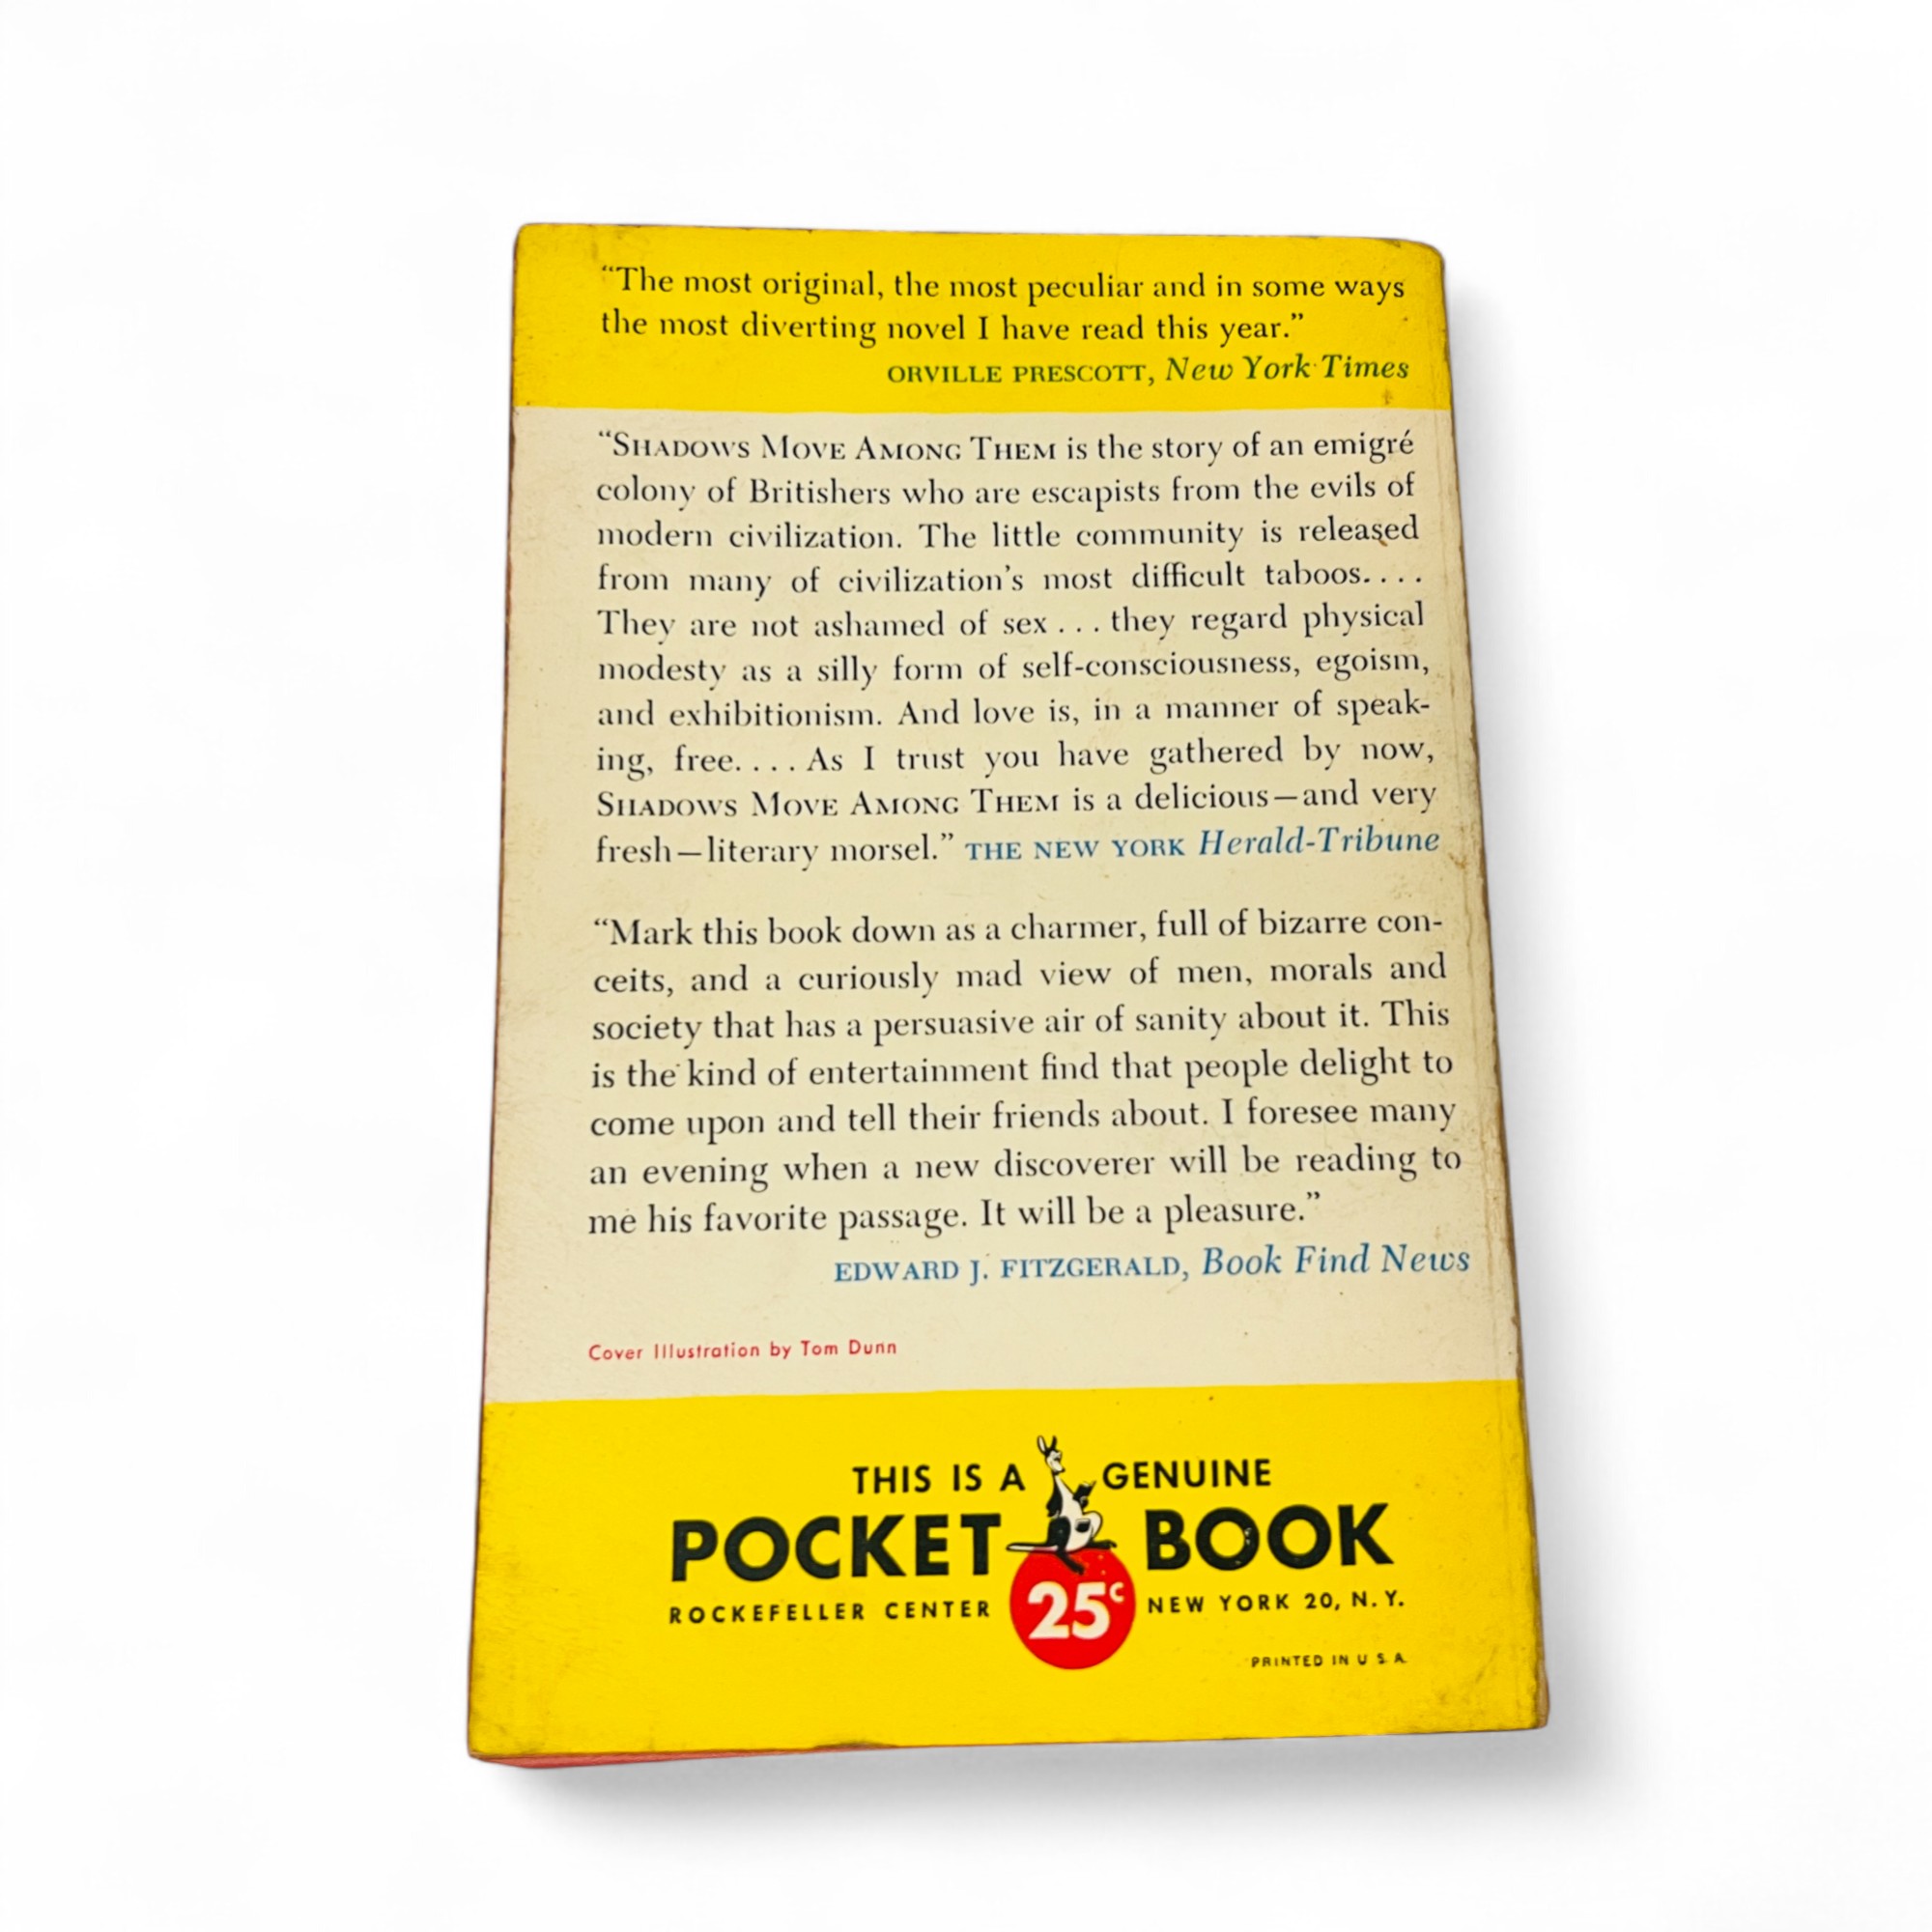 “The most original, the most peculiar and in some ways
the most diverting novel I have read this year.”
ORVILLE PRESCOTT, New York Times
“SHADOWS MOVE AMONG THEM is the story of an emigré
colony of Britishers who are escapists from the evils of
modern civilization. The little community is released
from many of civilization’s most difficult taboos. . . .
They are not ashamed of sex . . . they regard physical
modesty as a silly form of self-consciousness, egoism,
and exhibitionism. And love is, in a manner of speak-
ing, free. . . . As I trust you have gathered by now,
SHADOWS MOVE AMONG THEM is a delicious—and very
fresh—literary morsel.” THE NEW YORK Herald-Tribune
“Mark this book down as a charmer, full of bizarre con-
ceits, and a curiously mad view of men, morals and
society that has a persuasive air of sanity about it. This
is the kind of entertainment find that people delight to
come upon and tell their friends about. I foresee many
an evening when a new discoverer will be reading to
me his favorite passage. It will be a pleasure.”
EDWARD J. FITZGERALD, Book Find News
Cover Illustration by Tom Dunn
THIS IS A GENUINE
POCKET BOOK
ROCKEFELLER CENTER 25c NEW YORK 20, N.Y.
PRINTED IN U S A